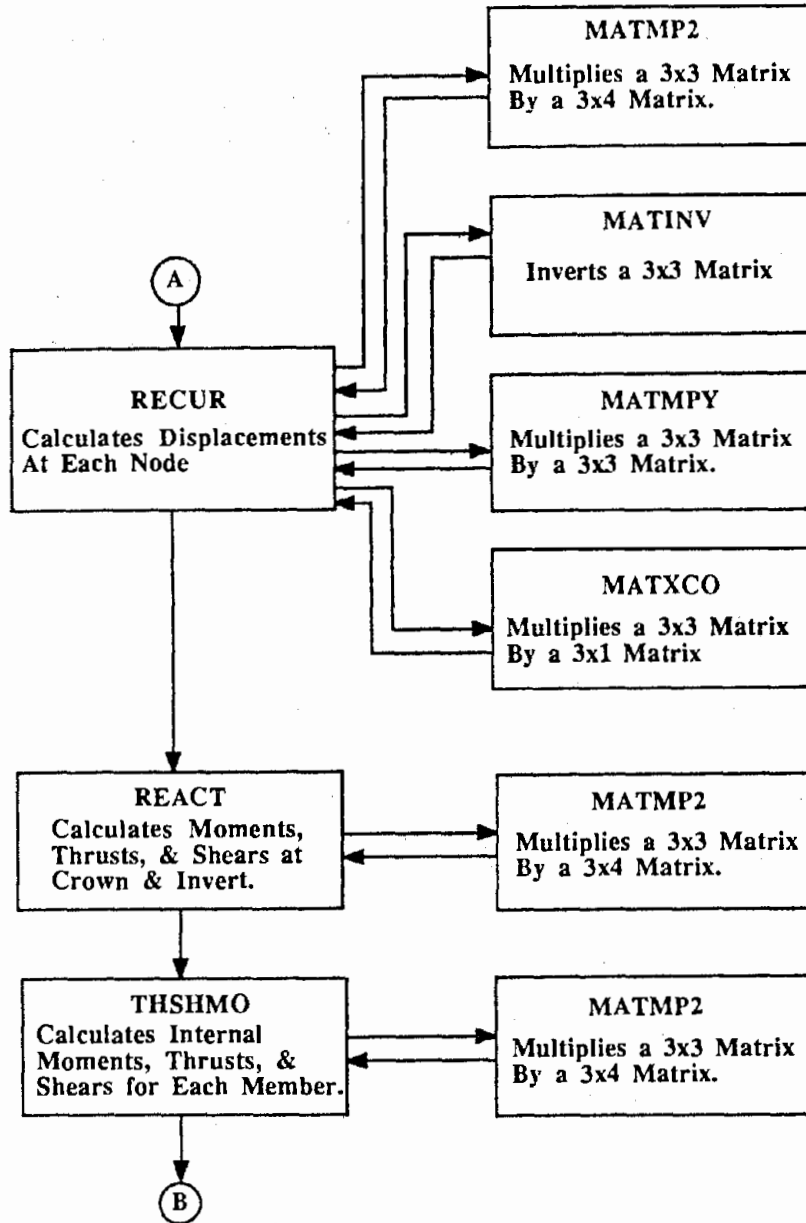 MATMP2
Multiplies a 3x3 Matrix
By a 3x4 Matrix.
MATINV
Inverts a 3x3 Matrix
A
RECUR
Calculates Displacements
At Each Node
MATMPY
Multiplies a 3x3 Matrix
By a 3x3 Matrix.
MATXCO
Multiplies a 3x3 Matrix
By a 3x1 Matrix
REACT
Calculates Moments,
Thrusts, & Shears at
Crown & Invert.
MATMP2
Multiplies a 3x3 Matrix
By a 3x4 Matrix.
THSHMO
Calculates Internal
Moments, Thrusts, &
Shears for Each Member.
MATMP2
Multiplies a 3x3 Matrix
By a 3x4 Matrix.
B